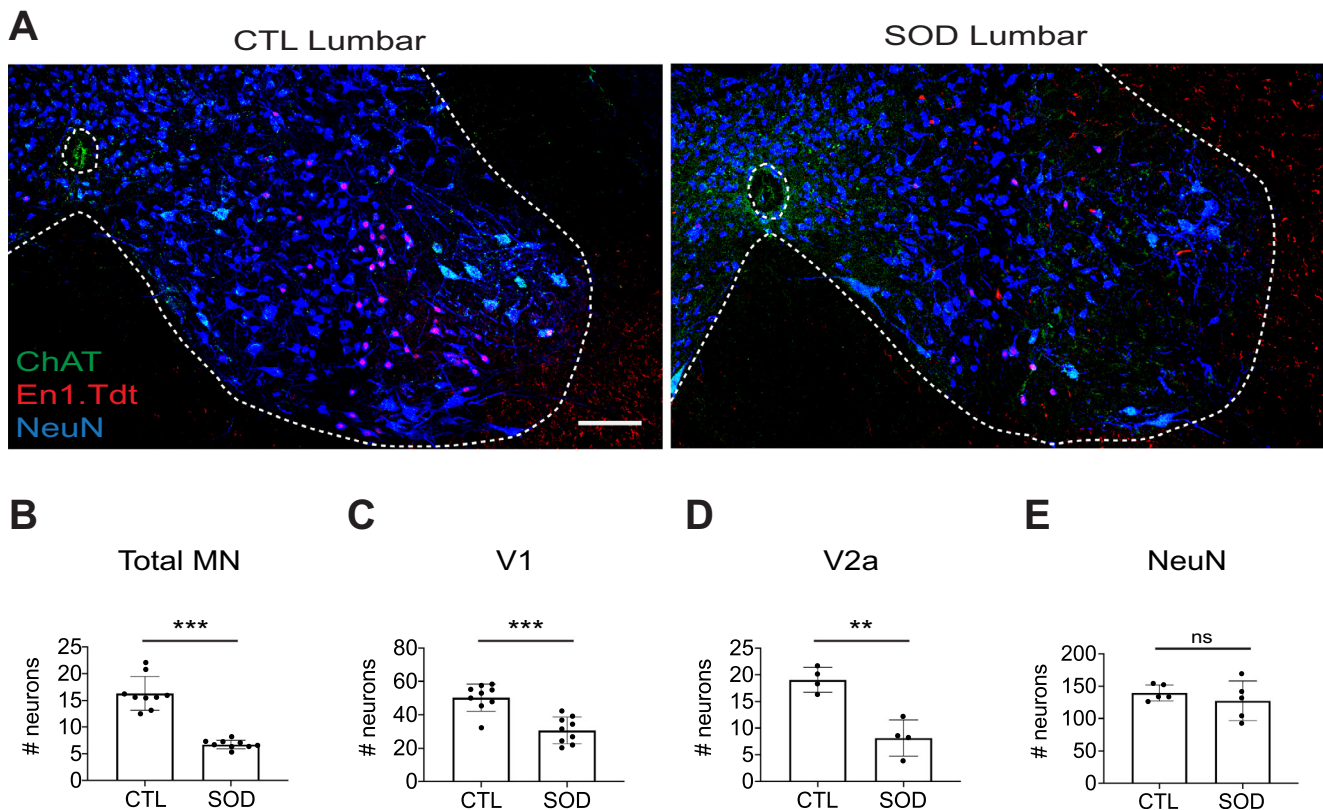 A
CTL Lumbar
SOD Lumbar
ChAT
En1.Tdt
NeuN
B
C
D
E
Total MN
V1
V2a
NeuN
# neurons
25
20
15
10
5
0
***
CTL
SOD
# neurons
80
60
40
20
0
***
CTL
SOD
# neurons
25
20
15
10
5
0
**
CTL
SOD
# neurons
200
150
100
50
0
ns
CTL
SOD